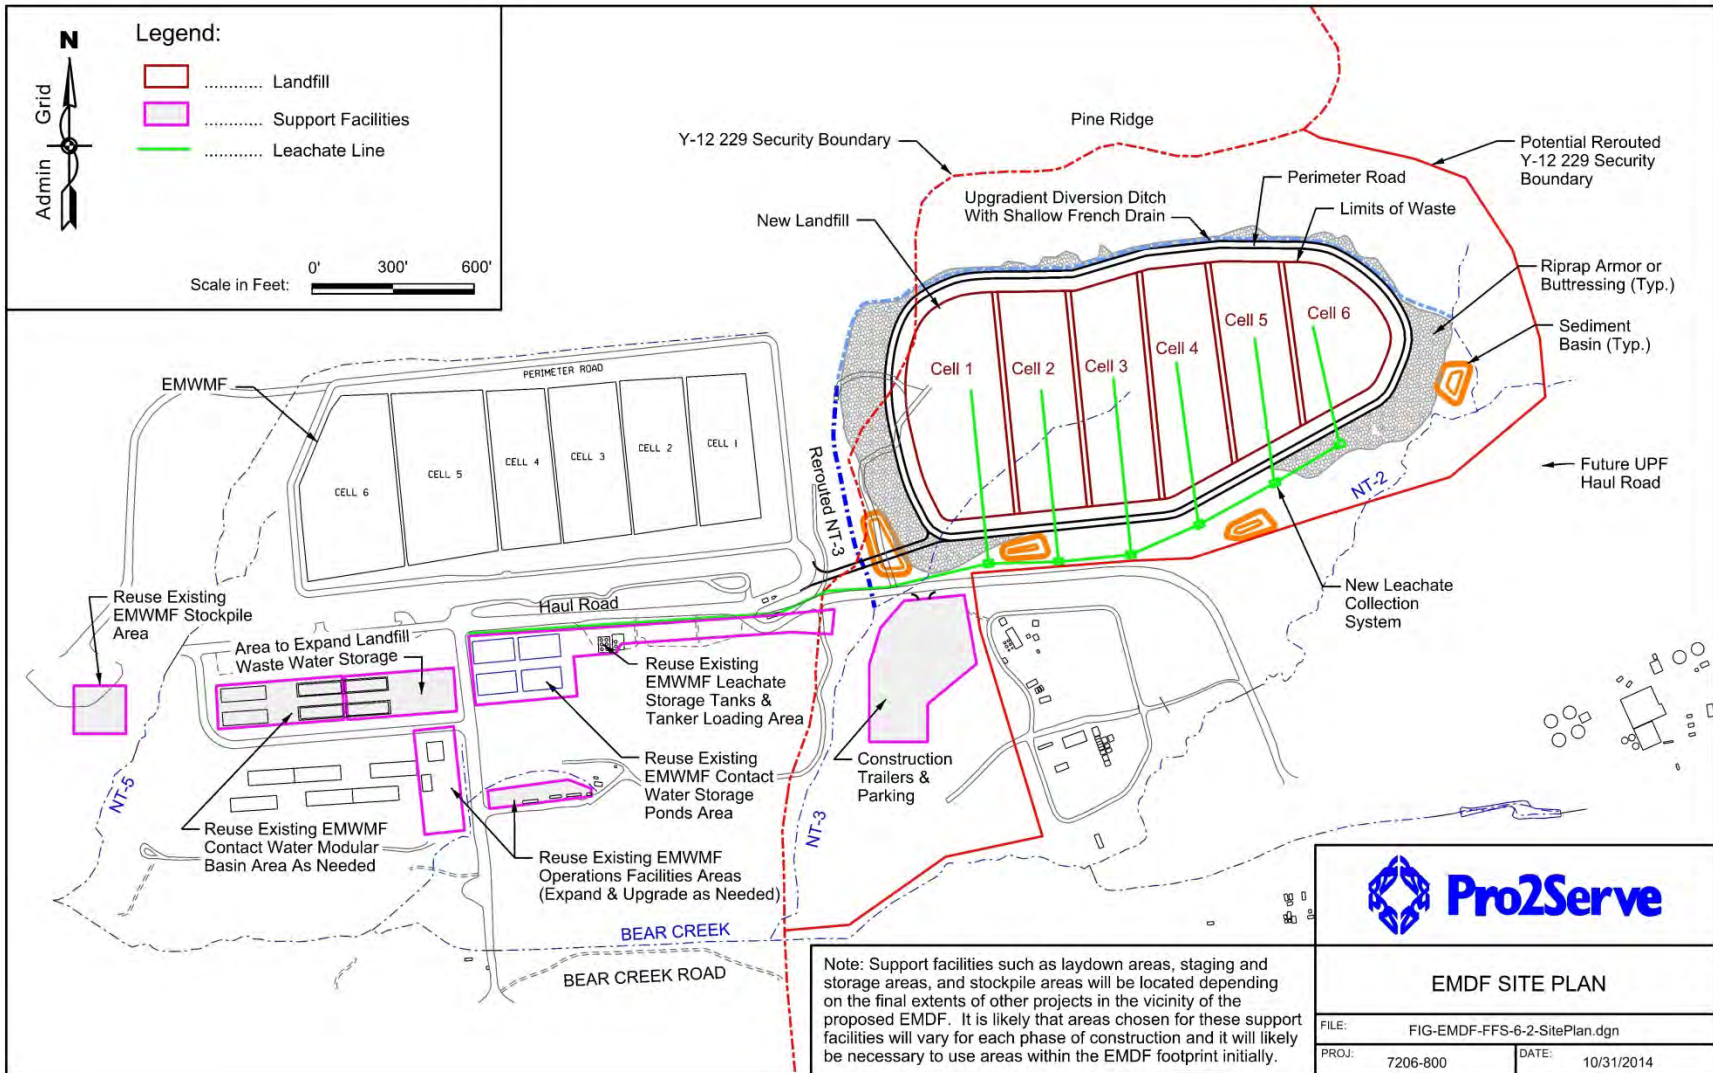 Legend:
N
Grid
Admin
............ Landfill
............ Support Facilities
............ Leachate Line
Scale in Feet:
0'
300'
600'
Pine Ridge
Y-12 229 Security Boundary
Potential Rerouted
Y-12 229 Security
Boundary
Perimeter Road
Upgradient Diversion Ditch
With Shallow French Drain
Limits of Waste
New Landfill
Riprap Armor or
Buttressing (Typ.)
Sediment
Basin (Typ.)
Cell 1
Cell 2
Cell 3
Cell 4
Cell 5
Cell 6
EMWMF
PERIMETER ROAD
CELL 6
CELL 5
CELL 4
CELL 3
CELL 2
CELL 1
Rerouted NT-3
NT-2
Future UPF
Haul Road
New Leachate
Collection
System
Reuse Existing
EMWMF Stockpile
Area
Haul Road
Area to Expand Landfill
Waste Water Storage
Reuse Existing
EMWMF Leachate
Storage Tanks &
Tanker Loading Area
Reuse Existing
EMWMF Contact
Water Storage
Ponds Area
Construction
Trailers &
Parking
NT-5
NT-3
Reuse Existing EMWMF
Contact Water Modular
Basin Area As Needed
Reuse Existing EMWMF
Operations Facilities Areas
(Expand & Upgrade as Needed)
BEAR CREEK
BEAR CREEK ROAD
Note: Support facilities such as laydown areas, staging and
storage areas, and stockpile areas will be located depending
on the final extents of other projects in the vicinity of the
proposed EMDF. It is likely that areas chosen for these support
facilities will vary for each phase of construction and it will likely
be necessary to use areas within the EMDF footprint initially.
Pro2Serve
EMDF SITE PLAN
FILE: FIG-EMDF-FFS-6-2-SitePlan.dgn
PROJ: 7206-800
DATE: 10/31/2014